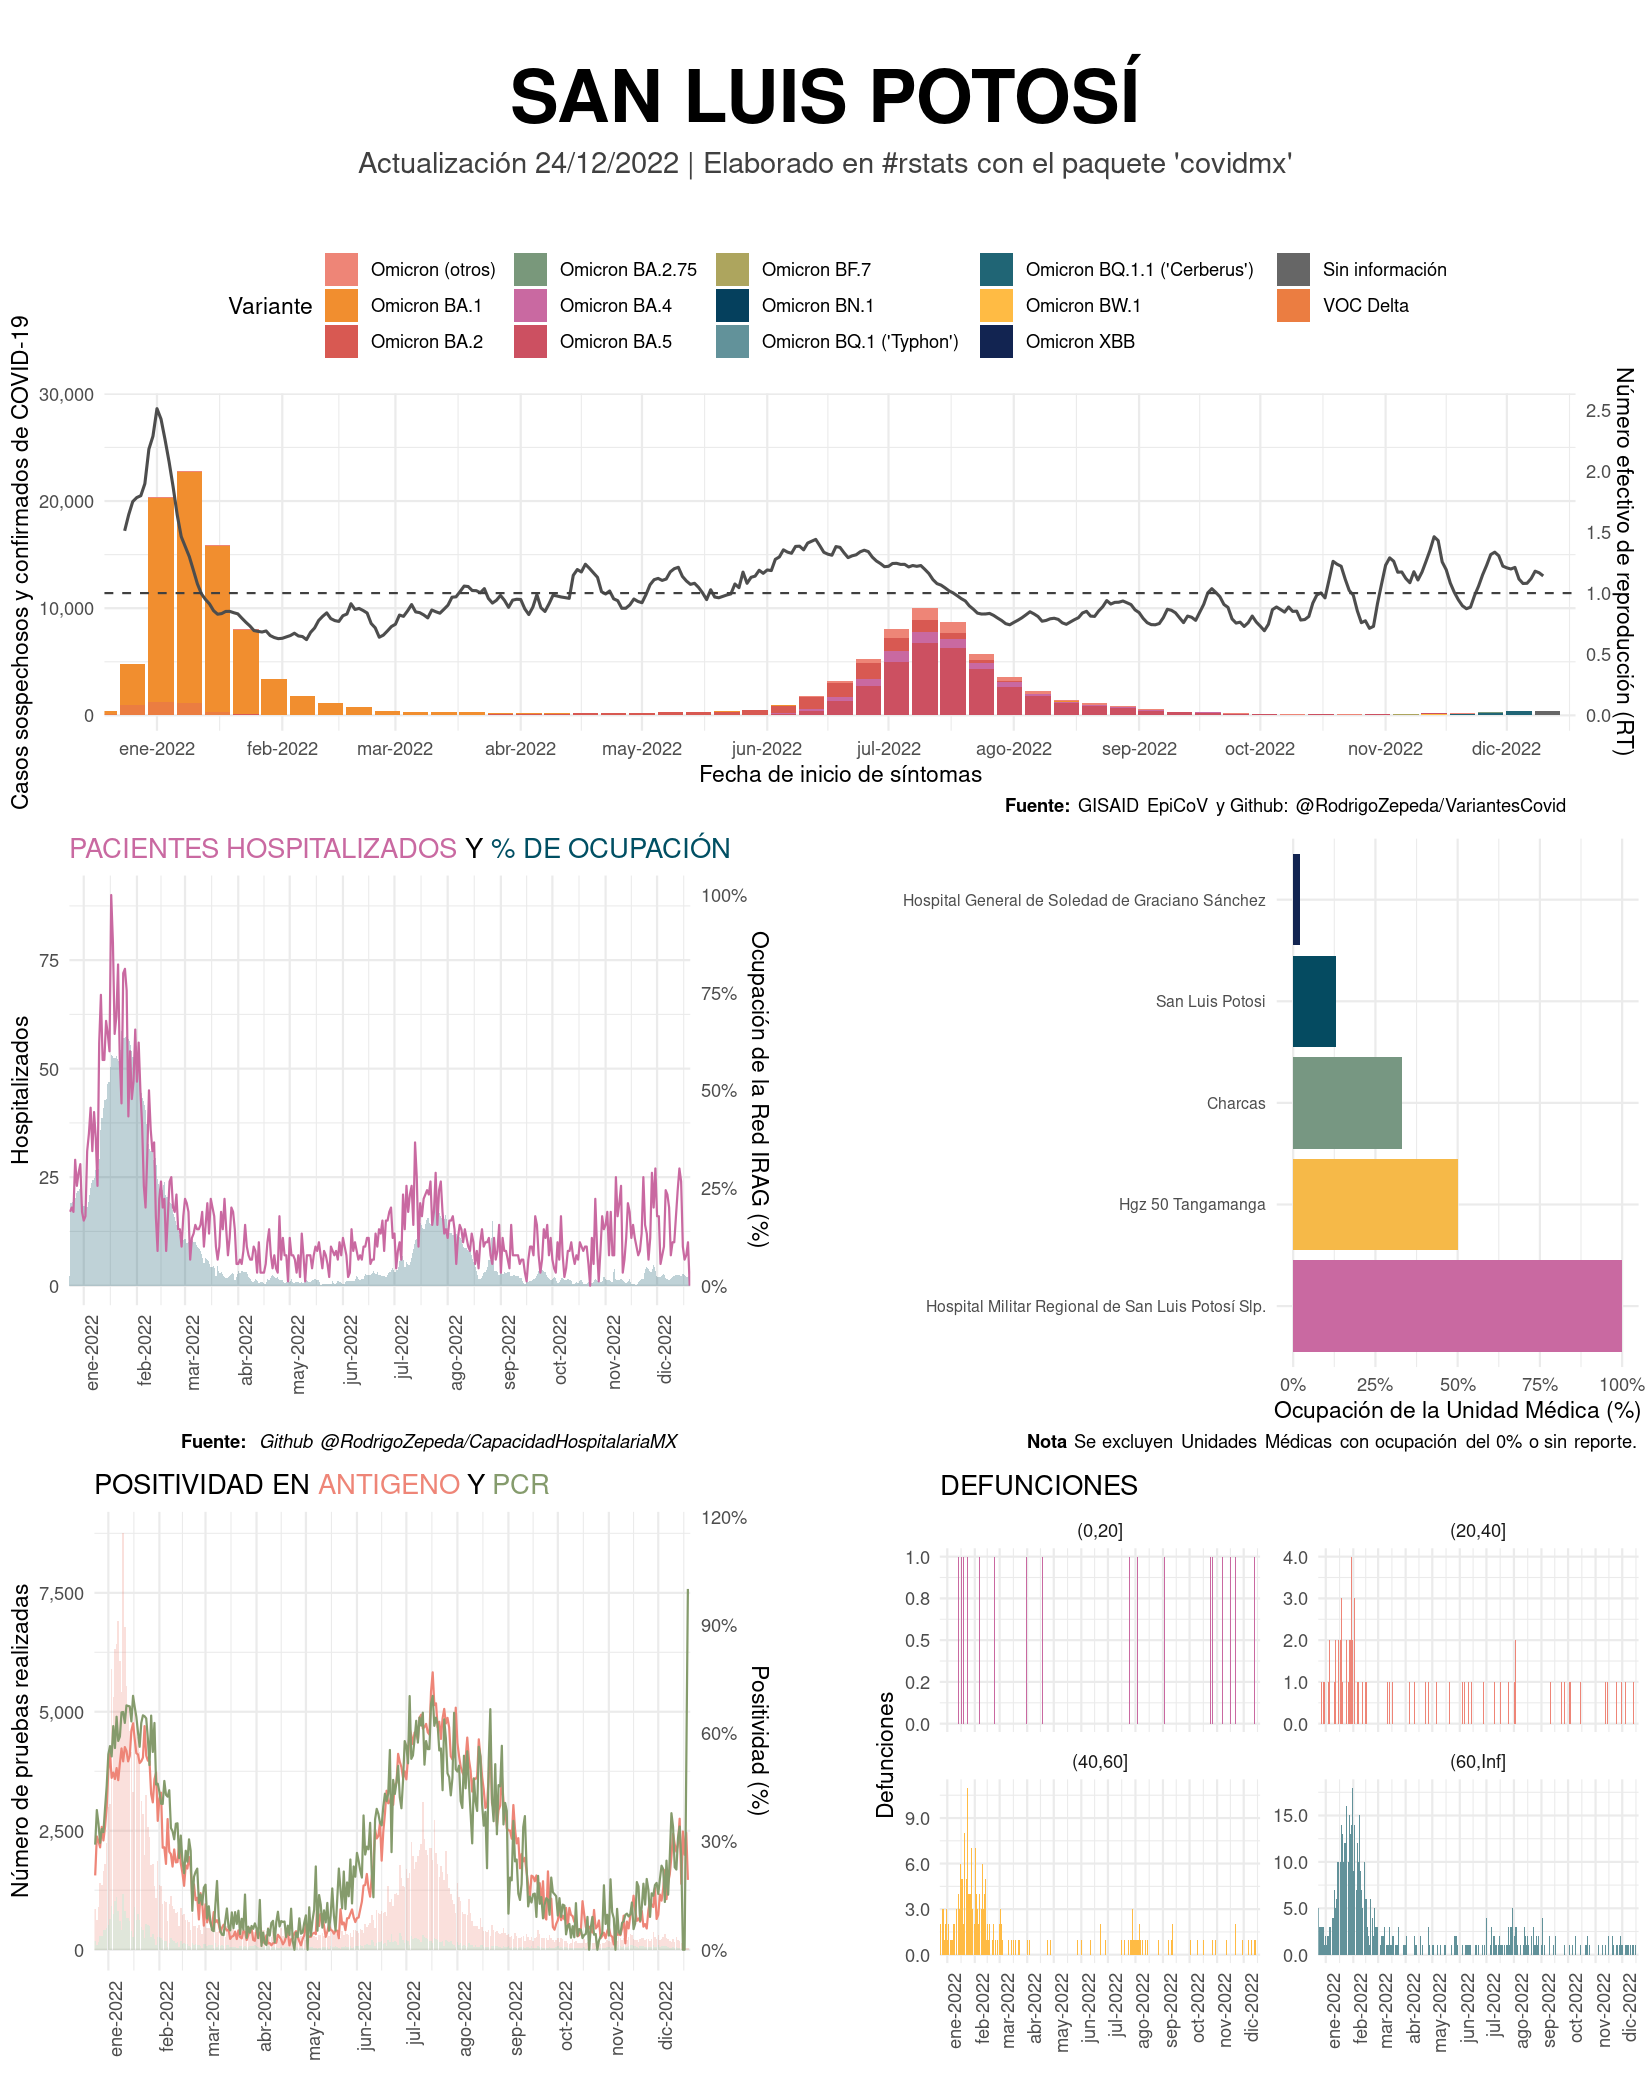 SAN LUIS POTOSÍ
Actualización 24/12/2022 | Elaborado en #rstats con el paquete 'covidmx'
Variante
Omicron (otros)
Omicron BA.1
Omicron BA.2
Omicron BA.2.75
Omicron BA.4
Omicron BA.5
Omicron BF.7
Omicron BN.1
Omicron BQ.1 ('Typhon')
Omicron BQ.1.1 ('Cerberus')
Omicron BW.1
Omicron XBB
Sin información
VOC Delta
Casos sospechosos y confirmados de COVID-19
30,000
20,000
10,000
0
Número efectivo de reproducción (RT)
2.5
2.0
1.5
1.0
0.5
0.0
ene-2022 feb-2022 mar-2022 abr-2022 may-2022 jun-2022 jul-2022 ago-2022 sep-2022 oct-2022 nov-2022 dic-2022
Fecha de inicio de síntomas
Fuente: GISAID EpiCoV y Github: @RodrigoZepeda/VariantesCovid
PACIENTES HOSPITALIZADOS Y % DE OCUPACIÓN
Hospitalizados
75
50
25
0
100%
75%
50%
25%
0%
Ocupación de la Red IRAG (%)
ene-2022 feb-2022 mar-2022 abr-2022 may-2022 jun-2022 jul-2022 ago-2022 sep-2022 oct-2022 nov-2022 dic-2022
Fuente: Github @RodrigoZepeda/CapacidadHospitalariaMX
Hospital General de Soledad de Graciano Sánchez
San Luis Potosi
Charcas
Hgz 50 Tangamanga
Hospital Militar Regional de San Luis Potosí Slp.
0% 25% 50% 75% 100%
Ocupación de la Unidad Médica (%)
Nota Se excluyen Unidades Médicas con ocupación del 0% o sin reporte.
POSITIVIDAD EN ANTIGENO Y PCR
Número de pruebas realizadas
7,500
5,000
2,500
0
120%
90%
60%
30%
0%
Positividad (%)
ene-2022 feb-2022 mar-2022 abr-2022 may-2022 jun-2022 jul-2022 ago-2022 sep-2022 oct-2022 nov-2022 dic-2022
DEFUNCIONES
Defunciones
(0,20]
1.0
0.8
0.5
0.2
0.0
(20,40]
4.0
3.0
2.0
1.0
0.0
(40,60]
9.0
6.0
3.0
0.0
ene-2022 feb-2022 mar-2022 abr-2022 may-2022 jun-2022 jul-2022 ago-2022 sep-2022 oct-2022 nov-2022 dic-2022
(60,Inf]
15.0
10.0
5.0
0.0
ene-2022 feb-2022 mar-2022 abr-2022 may-2022 jun-2022 jul-2022 ago-2022 sep-2022 oct-2022 nov-2022 dic-2022